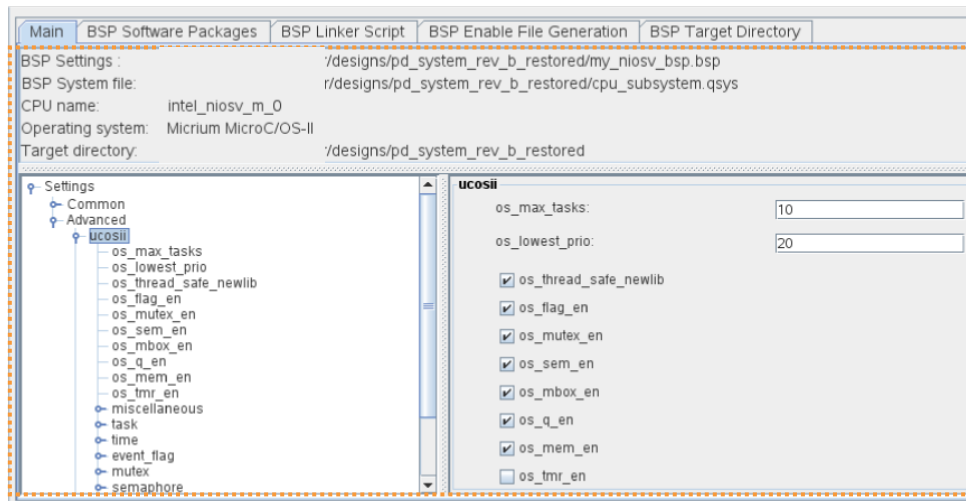 Main BSP Software Packages BSP Linker Script BSP Enable File Generation BSP Target Directory
BSP Settings : r/designs/pd_system_rev_b_restored/my_niosv_bsp.bsp
BSP System file: r/designs/pd_system_rev_b_restored/cpu_subsystem.qsys
CPU name: intel_niosv_m_0
Operating system: Micrium MicroC/OS-II
Target directory: r/designs/pd_system_rev_b_restored
Settings
Common
Advanced
ucosii
os_max_tasks
os_lowest_prio
os_thread_safe_newlib
os_flag_en
os_mutex_en
os_sem_en
os_mbox_en
os_q_en
os_mem_en
os_tmr_en
miscellaneous
task
time
event_flag
mutex
semaphore
ucosii
os_max_tasks: 10
os_lowest_prio: 20
os_thread_safe_newlib
os_flag_en
os_mutex_en
os_sem_en
os_mbox_en
os_q_en
os_mem_en
os_tmr_en